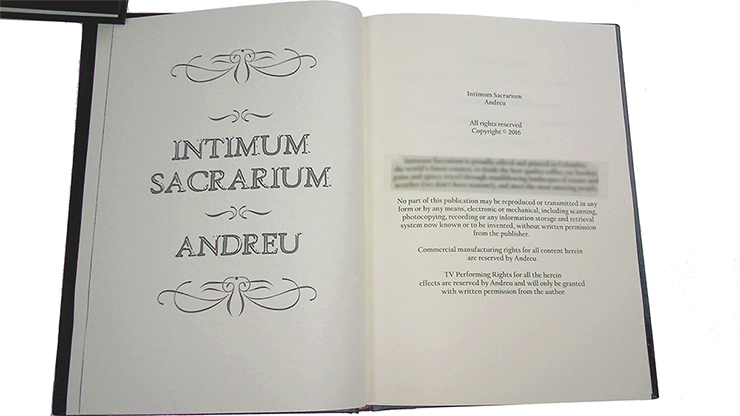 INTIMUM
SACRARIUM
ANDREU
Intimum Sacrarium
Andreu
All rights reserved
Copyright © 2016
No part of this publication may be reproduced or transmitted in any
form or by any means, electronic or mechanical, including scanning,
photocopying, recording or any information storage and retrieval
system now known or to be invented, without written permission
from the publisher.
Commercial manufacturing rights for all content herein
are reserved by Andreu.
TV Performing Rights for all the herein
effects are reserved by Andreu and will only be granted
with written permission from the author.